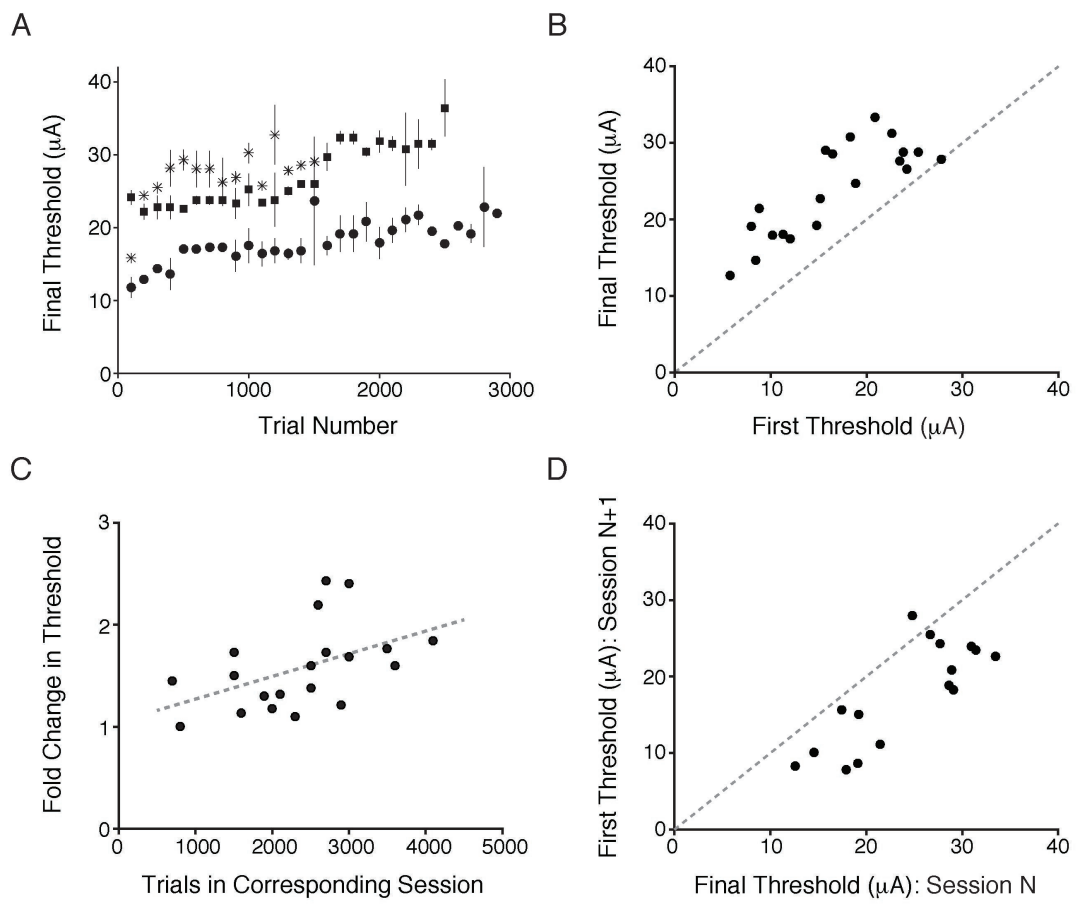 A
Final Threshold (µA)
40
30
20
10
0
0 1000 2000 3000
Trial Number
B
Final Threshold (µA)
40
30
20
10
0
0 10 20 30 40
First Threshold (µA)
C
Fold Change in Threshold
3
2
1
0
0 1000 2000 3000 4000 5000
Trials in Corresponding Session
D
First Threshold (µA): Session N+1
40
30
20
10
0
0 10 20 30 40
Final Threshold (µA): Session N